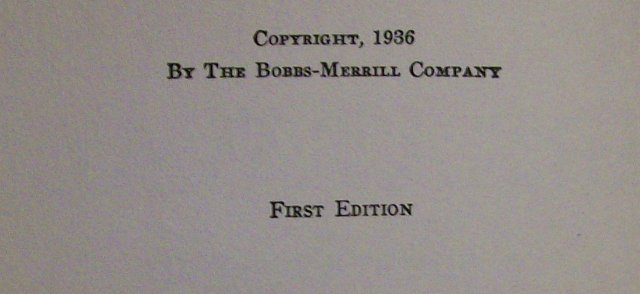 Copyright, 1936
By The Bobbs-Merrill Company
First Edition